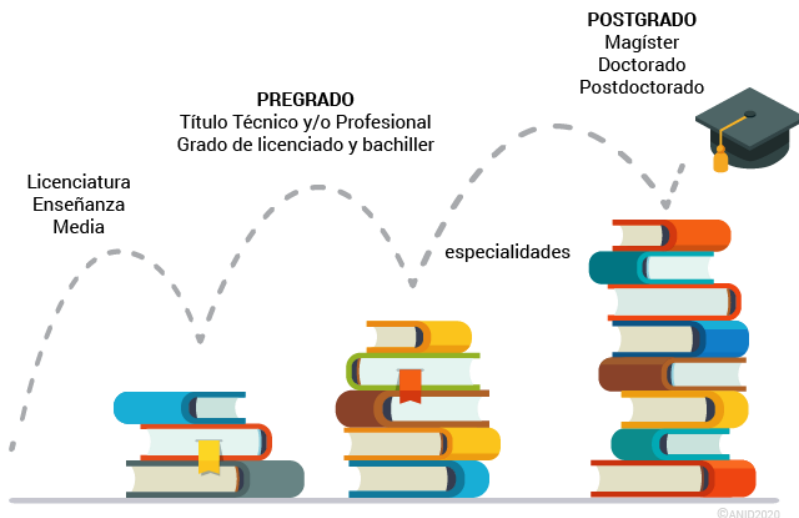 Licenciatura
Enseñanza
Media
PREGRADO
Título Técnico y/o Profesional
Grado de licenciado y bachiller
especialidades
POSTGRADO
Magíster
Doctorado
Postdoctorado
©ANID2020